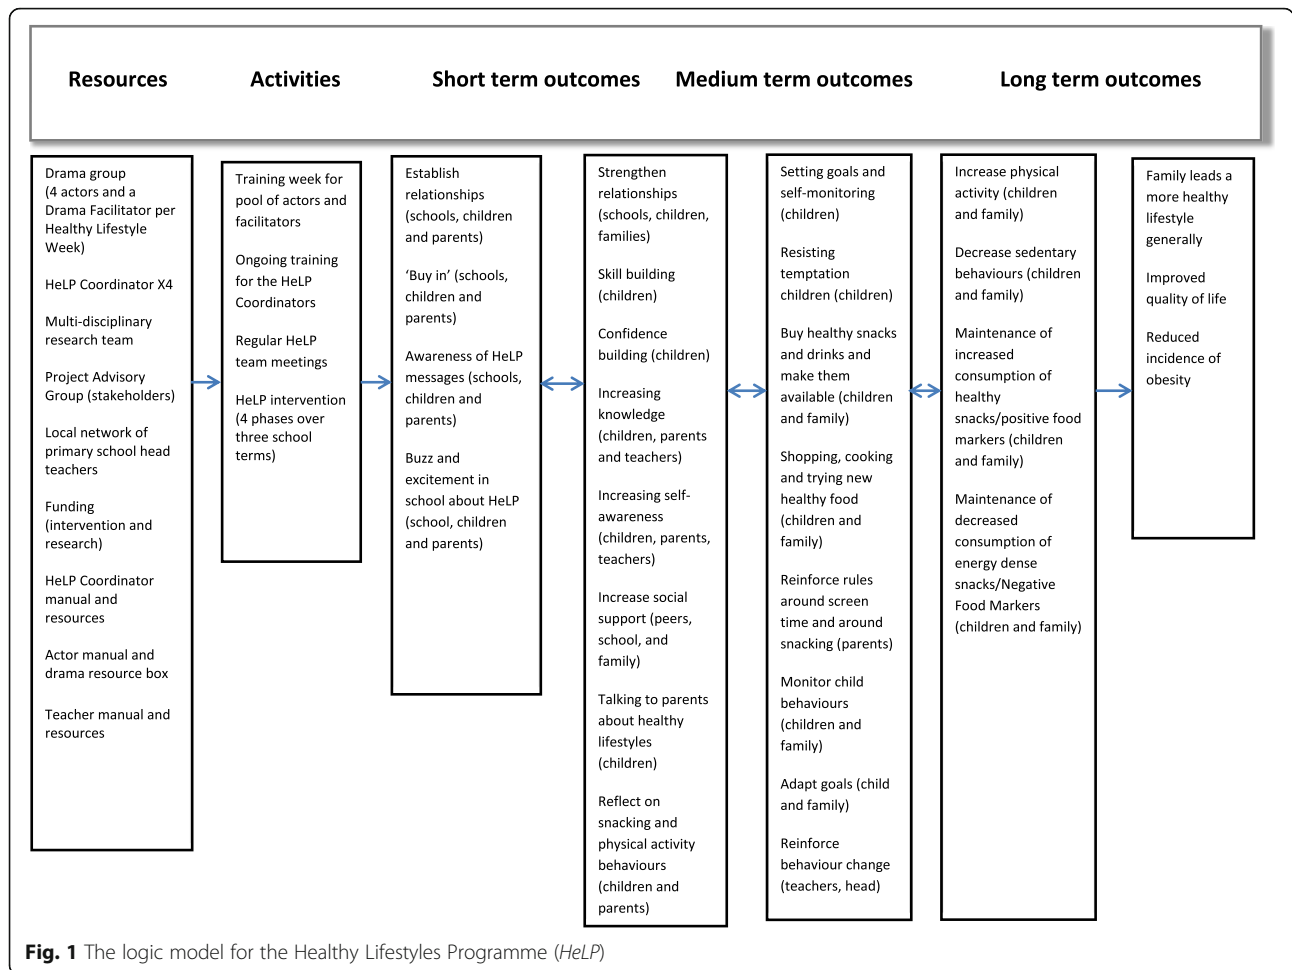 Resources
Activities
Short term outcomes
Medium term outcomes
Long term outcomes
Drama group
(4 actors and a
Drama Facilitator per
Healthy Lifestyle
Week)
HeLP Coordinator X4
Multi-disciplinary
research team
Project Advisory
Group (stakeholders)
Local network of
primary school head
teachers
Funding
(intervention and
research)
HeLP Coordinator
manual and
resources
Actor manual and
drama resource box
Teacher manual and
resources
Training week for
pool of actors and
facilitators
Ongoing training
for the HeLP
Coordinators
Regular HeLP
team meetings
HeLP intervention
(4 phases over
three school
terms)
Establish
relationships
(schools, children
and parents)
‘Buy in’ (schools,
children and
parents)
Awareness of HeLP
messages (schools,
children and
parents)
Buzz and
excitement in
school about HeLP
(school, children
and parents)
Strengthen
relationships
(schools, children,
families)
Skill building
(children)
Confidence
building (children)
Increasing
knowledge
(children, parents
and teachers)
Increasing self-
awareness
(children, parents,
teachers)
Increase social
support (peers,
school, and
family)
Talking to parents
about healthy
lifestyles
(children)
Reflect on
snacking and
physical activity
behaviours
(children and
parents)
Setting goals and
self-monitoring
(children)
Resisting
temptation
children (children)
Buy healthy snacks
and drinks and
make them
available (children
and family)
Shopping, cooking
and trying new
healthy food
(children and
family)
Reinforce rules
around screen
time and around
snacking (parents)
Monitor child
behaviours
(children and
family)
Adapt goals (child
and family)
Reinforce
behaviour change
(teachers, head)
Increase physical
activity (children
and family)
Decrease sedentary
behaviours (children
and family)
Maintenance of
increased
consumption of
healthy
snacks/positive food
markers (children
and family)
Maintenance of
decreased
consumption of
energy dense
snacks/Negative
Food Markers
(children and family)
Family leads a
more healthy
lifestyle
generally
Improved
quality of life
Reduced
incidence of
obesity
Fig. 1 The logic model for the Healthy Lifestyles Programme (HeLP)